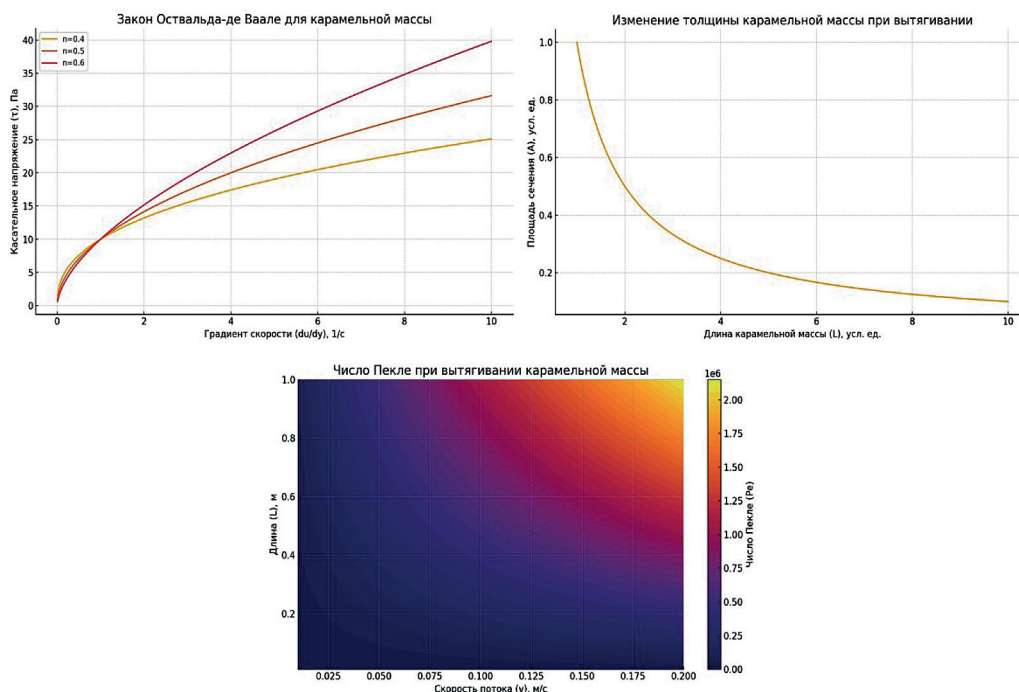 Закон Оствальда-де Ваале для карамельной массы
n=0.4
n=0.5
n=0.6
Касательное напряжение (τ), Па
40
35
30
25
20
15
10
5
0
0 2 4 6 8 10
Градиент скорости (du/dy), 1/с
Изменение толщины карамельной массы при вытягивании
Площадь сечения (A), усл. ед.
1.0
0.8
0.6
0.4
0.2
2 4 6 8 10
Длина карамельной массы (L), усл. ед.
Число Пекле при вытягивании карамельной массы
Длина (L), м
1.0
0.8
0.6
0.4
0.2
0.025 0.050 0.075 0.100 0.125 0.150 0.175 0.200
Скорость потока (v), м/с
1e6
2.00
1.75
1.50
1.25
1.00
0.75
0.50
0.25
0.00
Число Пекле (Pe)